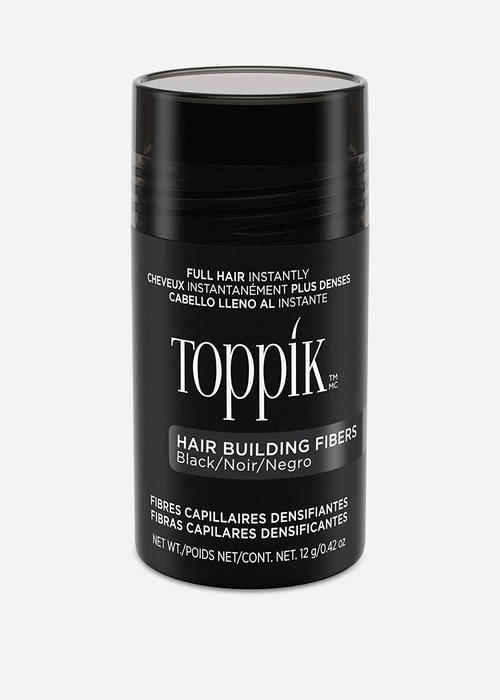 FULL HAIR INSTANTLY
CHEVEUX INSTANTANÉMENT PLUS DENSES
CABELLO LLENO AL INSTANTE
TOPPÍK
TM
MC
HAIR BUILDING FIBERS
Black/Noir/Negro
FIBRES CAPILLAIRES DENSIFIANTES
FIBRAS CAPILARES DENSIFICANTES
NET WT./POIDS NET/CONT. NET. 12 g/0.42 oz